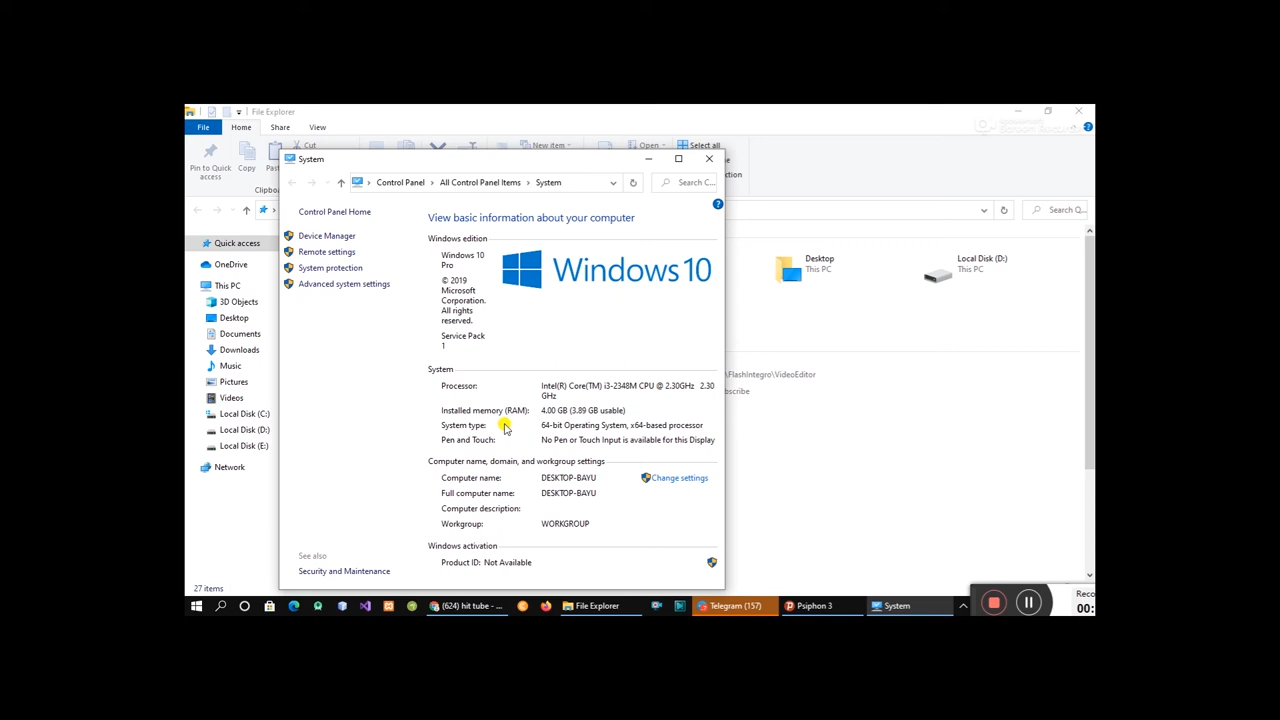 File Explorer
File
Home
Share
View
Cut
New item
Open
Select all
Pin to Quick
access
Copy
System
Control Panel
All Control Panel Items
System
Search C...
Search Q...
Control Panel Home
Device Manager
Remote settings
System protection
Advanced system settings
View basic information about your computer
Windows edition
Windows 10
Pro
© 2019
Microsoft
Corporation.
All rights
reserved.
Service Pack
1
Windows 10
System
Processor:
Intel(R) Core(TM) i3-2348M CPU @ 2.30GHz 2.30
GHz
Installed memory (RAM):
4.00 GB (3.89 GB usable)
System type:
64-bit Operating System, x64-based processor
Pen and Touch:
No Pen or Touch Input is available for this Display
Computer name, domain, and workgroup settings
Computer name:
DESKTOP-BAYU
Change settings
Full computer name:
DESKTOP-BAYU
Computer description:
Workgroup:
WORKGROUP
Windows activation
Product ID: Not Available
See also
Security and Maintenance
Quick access
OneDrive
This PC
3D Objects
Desktop
Documents
Downloads
Music
Pictures
Videos
Local Disk (C:)
Local Disk (D:)
Local Disk (E:)
Network
27 items
Desktop
This PC
Local Disk (D:)
This PC
\FlashIntegro\VideoEditor
(624) hit tube - ...
File Explorer
Telegram (157)
Psiphon 3
System